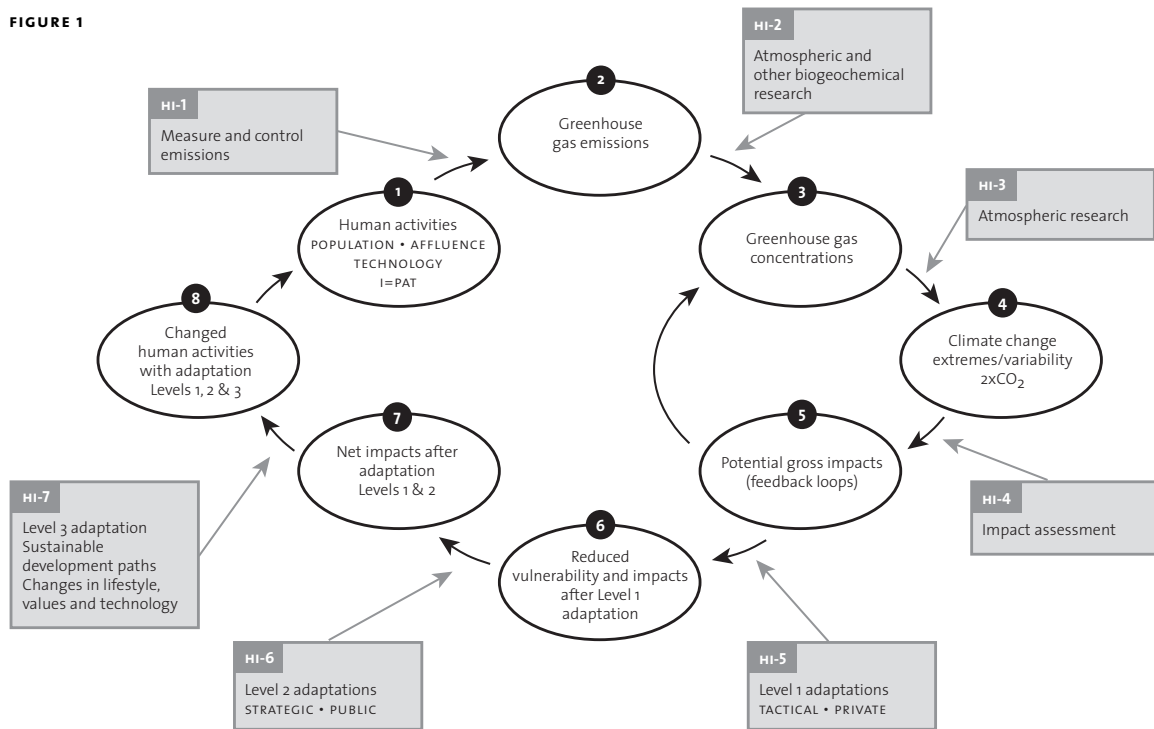 FIGURE 1
HI-1
Measure and control
emissions
HI-2
Atmospheric and
other biogeochemical
research
HI-3
Atmospheric research
HI-4
Impact assessment
HI-5
Level 1 adaptations
TACTICAL • PRIVATE
HI-6
Level 2 adaptations
STRATEGIC • PUBLIC
HI-7
Level 3 adaptation
Sustainable
development paths
Changes in lifestyle,
values and technology
1
Human activities
POPULATION • AFFLUENCE
TECHNOLOGY
I=PAT
2
Greenhouse
gas emissions
3
Greenhouse gas
concentrations
4
Climate change
extremes/variability
2xCO2
5
Potential gross impacts
(feedback loops)
6
Reduced
vulnerability and impacts
after Level 1
adaptation
7
Net impacts after
adaptation
Levels 1 & 2
8
Changed
human activities
with adaptation
Levels 1, 2 & 3